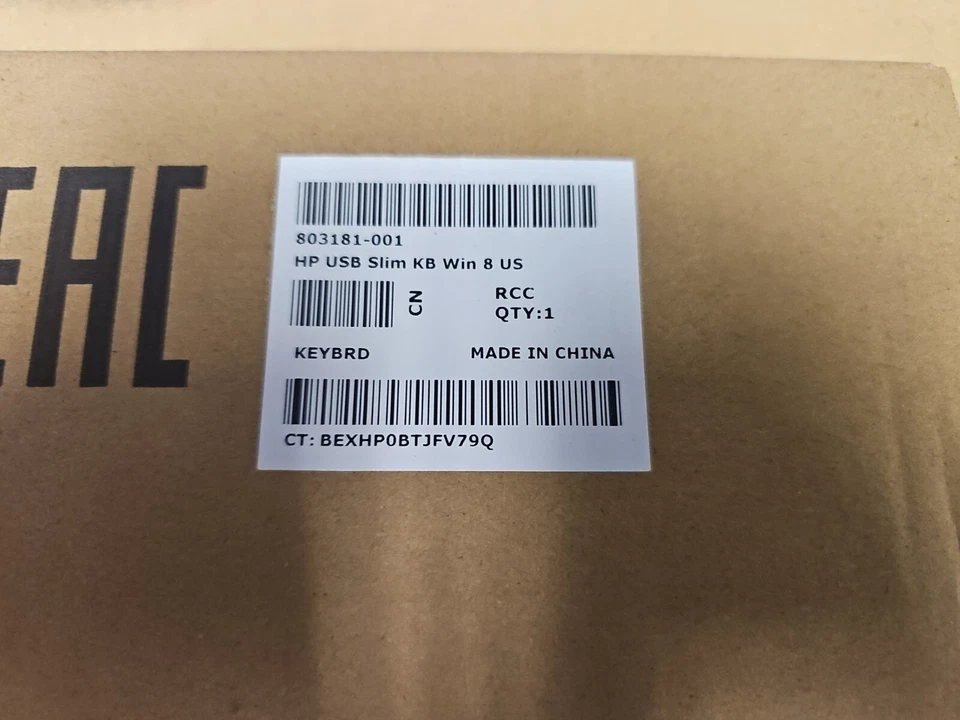 EAC
803181-001
HP USB Slim KB Win 8 US
CN
RCC
QTY:1
KEYBRD
MADE IN CHINA
CT: BEXHP0BTJFV79Q